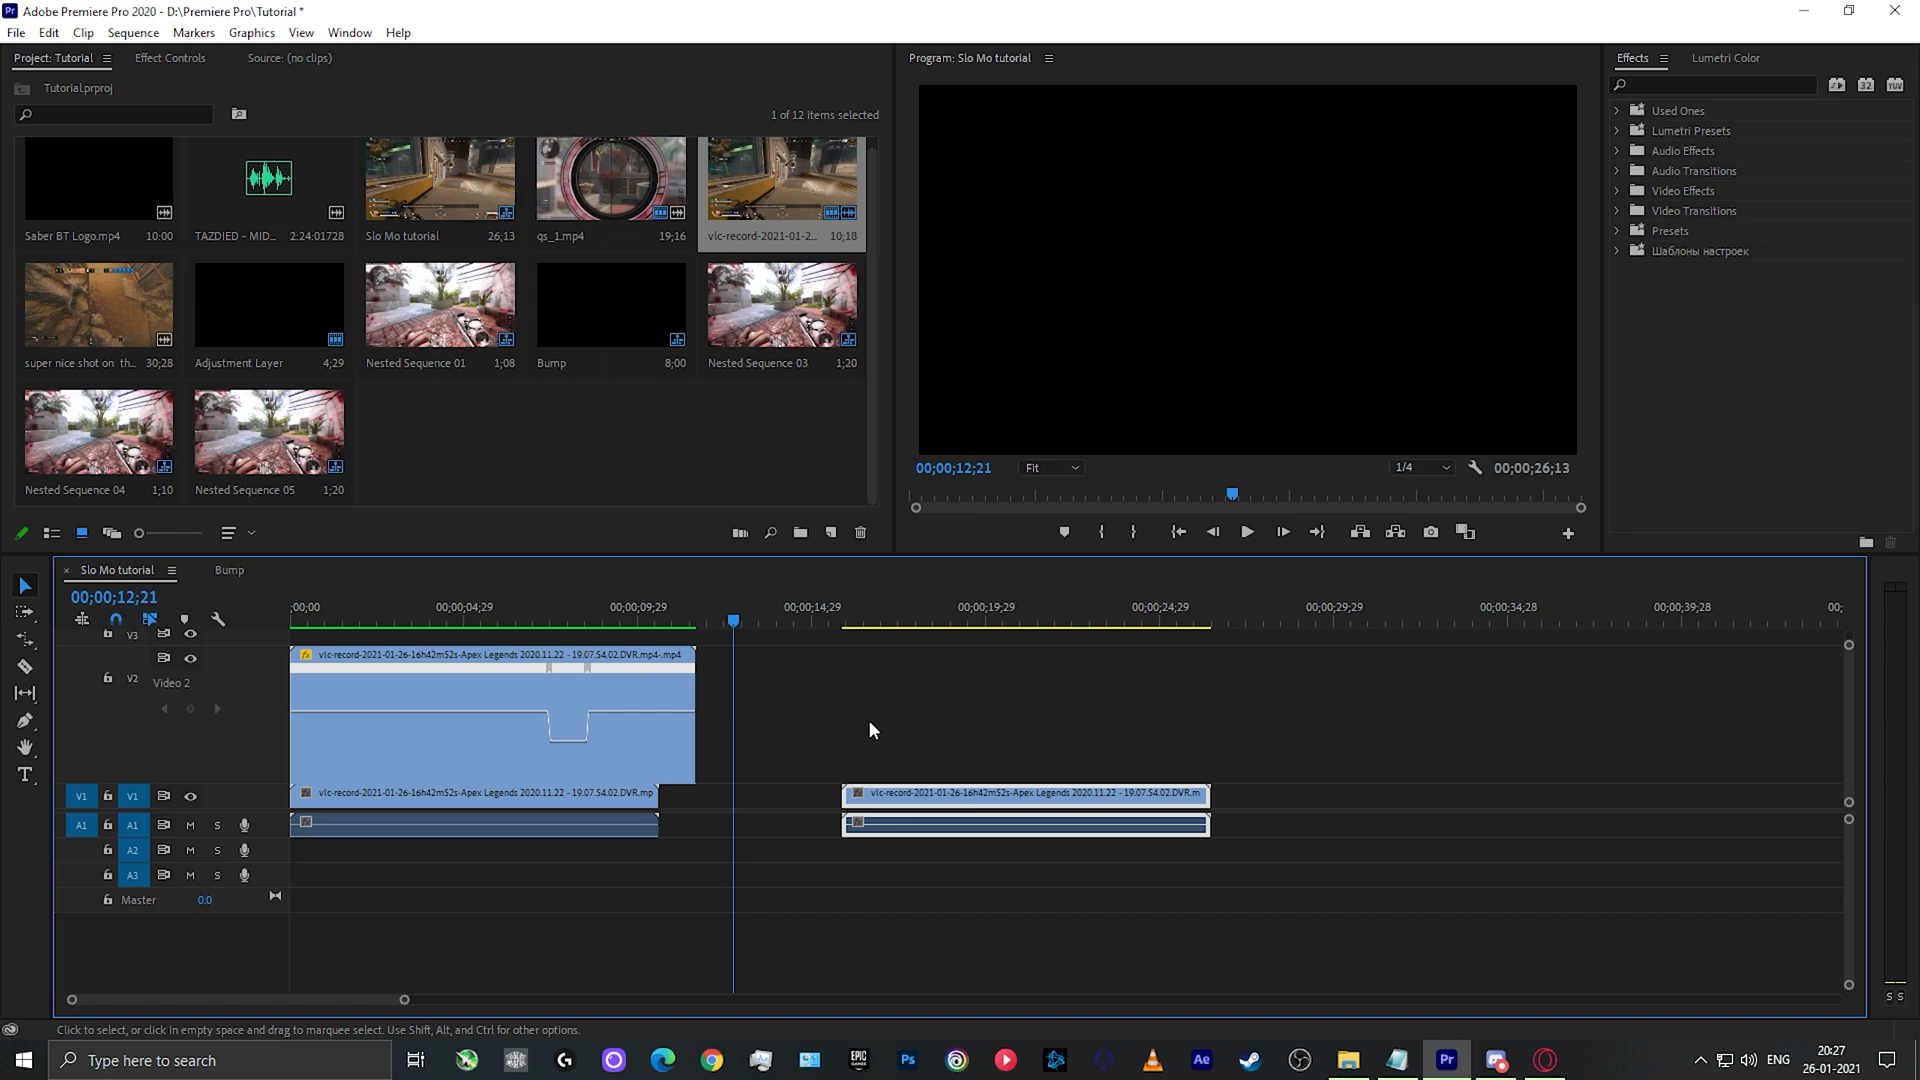 Pr Adobe Premiere Pro 2020 - D:\Premiere Pro\Tutorial *
File Edit Clip Sequence Markers Graphics View Window Help
Project: Tutorial Effect Controls Source: (no clips)
Tutorial.prproj
1 of 12 items selected
Saber BT Logo.mp4 10:00
TAZDIED - MID... 2:24:01728
Slo Mo tutorial 26;13
qs_1.mp4 19;16
vlc-record-2021-01-2... 10;18
super nice shot on th... 30;28
Adjustment Layer 4;29
Nested Sequence 01 1;08
Bump 8;00
Nested Sequence 03 1;20
Nested Sequence 04 1;10
Nested Sequence 05 1;20
Program: Slo Mo tutorial
00;00;12;21 Fit 1/4 00;00;26;13
Effects Lumetri Color
32 YUV
Used Ones
Lumetri Presets
Audio Effects
Audio Transitions
Video Effects
Video Transitions
Presets
Шаблоны настроек
× Slo Mo tutorial Bump
00;00;12;21
;00;00 00;00;04;29 00;00;09;29 00;00;14;29 00;00;19;29 00;00;24;29 00;00;29;29 00;00;34;28 00;00;39;28 00;
V3
fx vlc-record-2021-01-26-16h42m52s-Apex Legends 2020.11.22 - 19.07.54.02.DVR.mp4-.mp4
V2 Video 2
V1 V1
vlc-record-2021-01-26-16h42m52s-Apex Legends 2020.11.22 - 19.07.54.02.DVR.mp
vlc-record-2021-01-26-16h42m52s-Apex Legends 2020.11.22 - 19.07.54.02.DVR.m
A1 A1 M S
A2 M S
A3 M S
Master 0.0
S S
Click to select, or click in empty space and drag to marquee select. Use Shift, Alt, and Ctrl for other options.
Type here to search
EPIC GAMES
Ps
Ae
Pr
ENG
20:27
26-01-2021